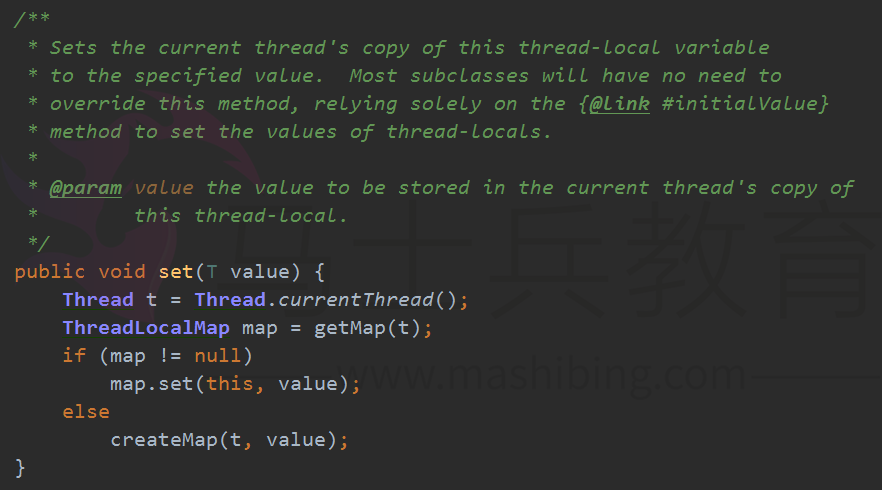 /**
 * Sets the current thread's copy of this thread-local variable
 * to the specified value.  Most subclasses will have no need to
 * override this method, relying solely on the {@link #initialValue}
 * method to set the values of thread-locals.
 *
 * @param value the value to be stored in the current thread's copy of
 *        this thread-local.
 */
public void set(T value) {
    Thread t = Thread.currentThread();
    ThreadLocalMap map = getMap(t);
    if (map != null)
        map.set(this, value);
    else
        createMap(t, value);
}
马士兵教育
www.mashibing.com